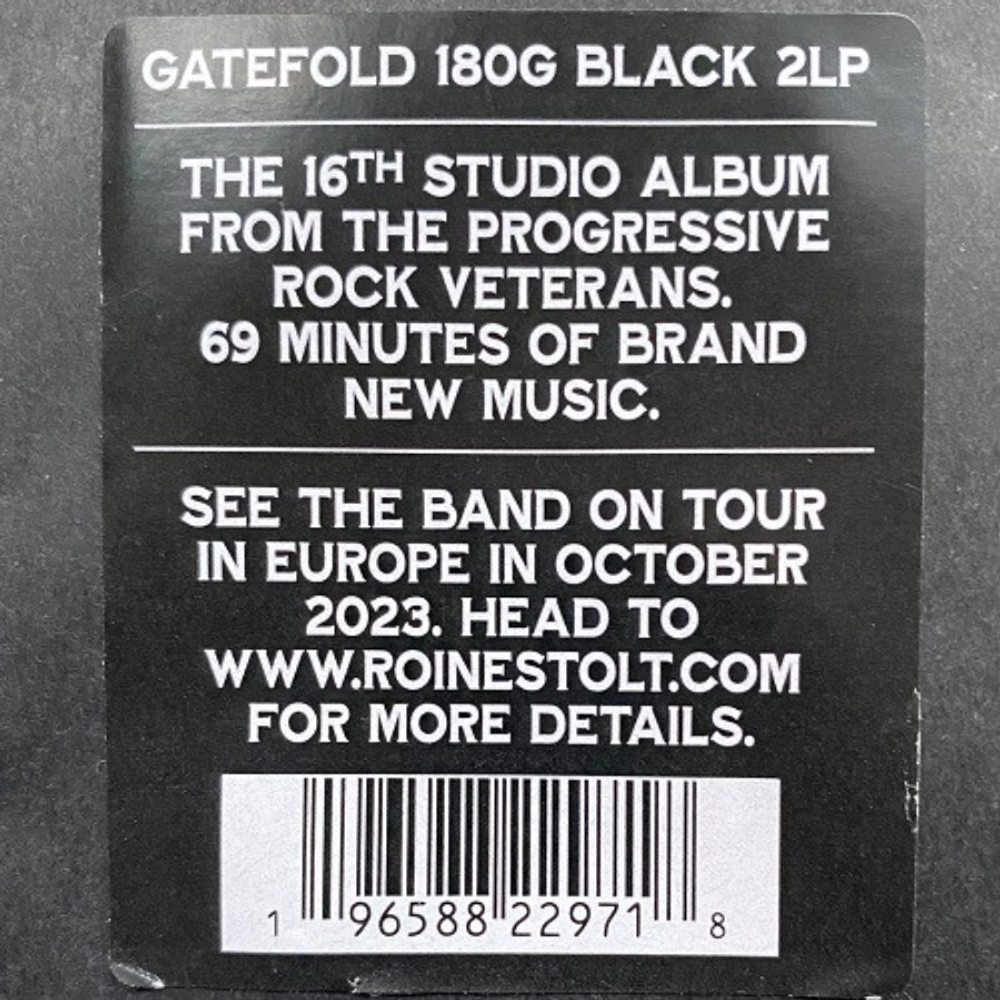 GATEFOLD 180G BLACK 2LP
THE 16TH STUDIO ALBUM
FROM THE PROGRESSIVE
ROCK VETERANS.
69 MINUTES OF BRAND
NEW MUSIC.
SEE THE BAND ON TOUR
IN EUROPE IN OCTOBER
2023. HEAD TO
WWW.ROINESTOLT.COM
FOR MORE DETAILS.
1 96588 22971 8